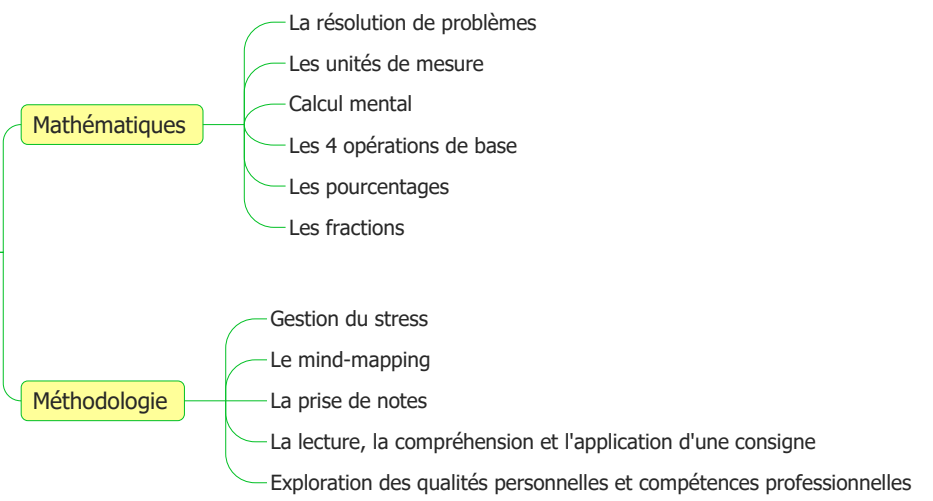 Mathématiques
La résolution de problèmes
Les unités de mesure
Calcul mental
Les 4 opérations de base
Les pourcentages
Les fractions
Méthodologie
Gestion du stress
Le mind-mapping
La prise de notes
La lecture, la compréhension et l'application d'une consigne
Exploration des qualités personnelles et compétences professionnelles